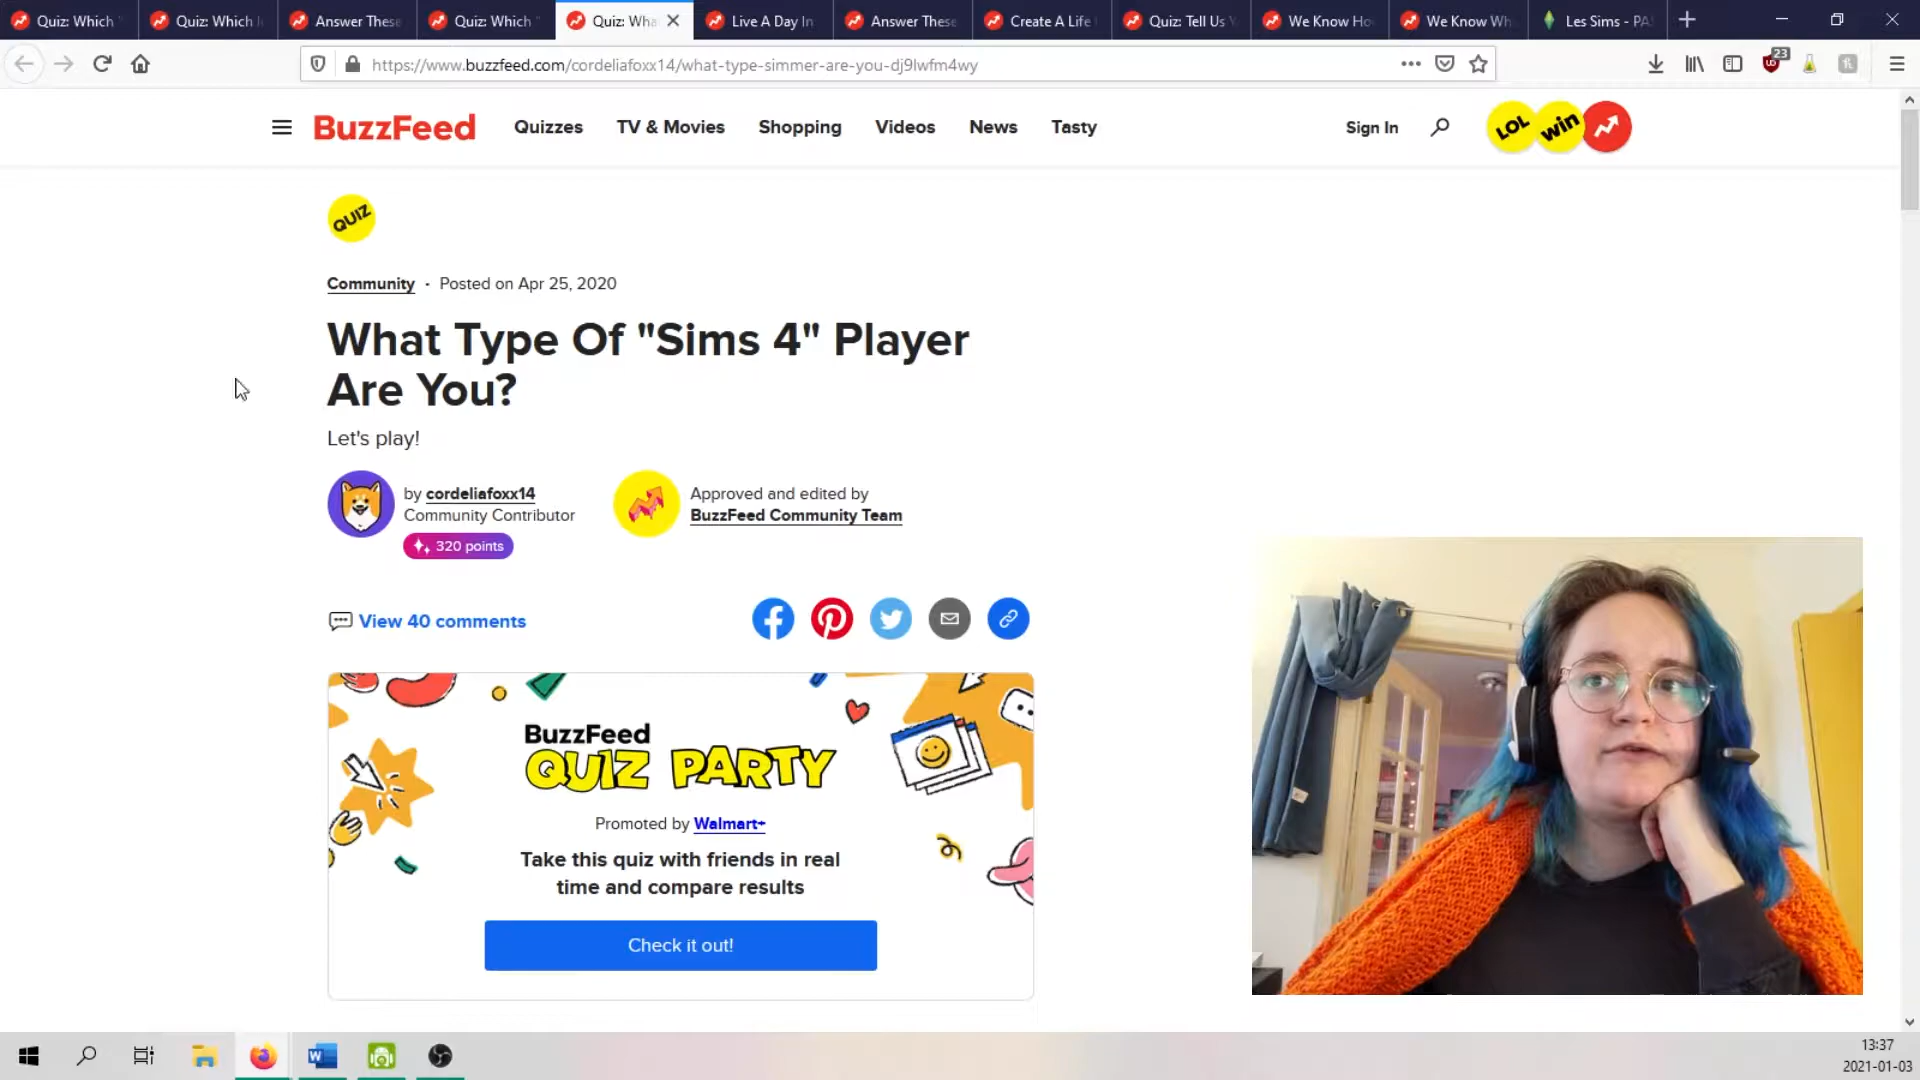 Quiz: Which
Quiz: Which
Answer These
Quiz: Which "
Quiz: Wha
Live A Day In
Answer These
Create A Life
Quiz: Tell Us
We Know Ho
We Know Wh
Les Sims - PA
https://www.buzzfeed.com/cordeliafoxx14/what-type-simmer-are-you-dj9lwfm4wy
23
BuzzFeed
Quizzes
TV & Movies
Shopping
Videos
News
Tasty
Sign In
LOL
win
QUIZ
Community · Posted on Apr 25, 2020
What Type Of "Sims 4" Player
Are You?
Let's play!
by cordeliafoxx14
Community Contributor
320 points
Approved and edited by
BuzzFeed Community Team
View 40 comments
BuzzFeed
QUIZ PARTY
Promoted by Walmart+
Take this quiz with friends in real
time and compare results
Check it out!
13:37
2021-01-03